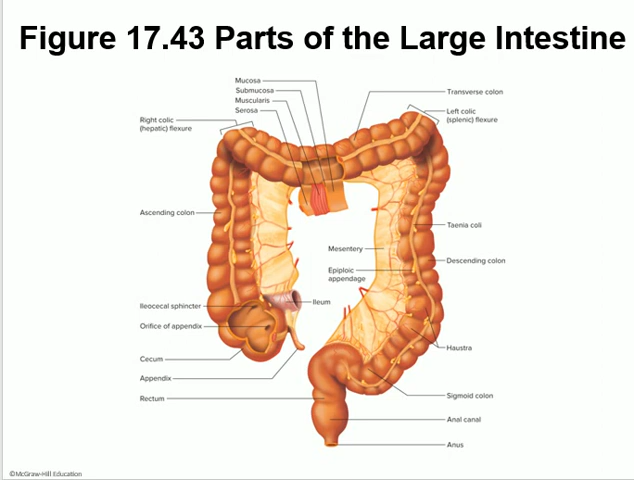 Figure 17.43 Parts of the Large Intestine
Mucosa
Submucosa
Muscularis
Serosa
Transverse colon
Left colic
(splenic) flexure
Right colic
(hepatic) flexure
Ascending colon
Taenia coli
Mesentery
Descending colon
Epiploic
appendage
Ileum
Ileocecal sphincter
Orifice of appendix
Haustra
Cecum
Appendix
Rectum
Sigmoid colon
Anal canal
Anus
©McGraw-Hill Education